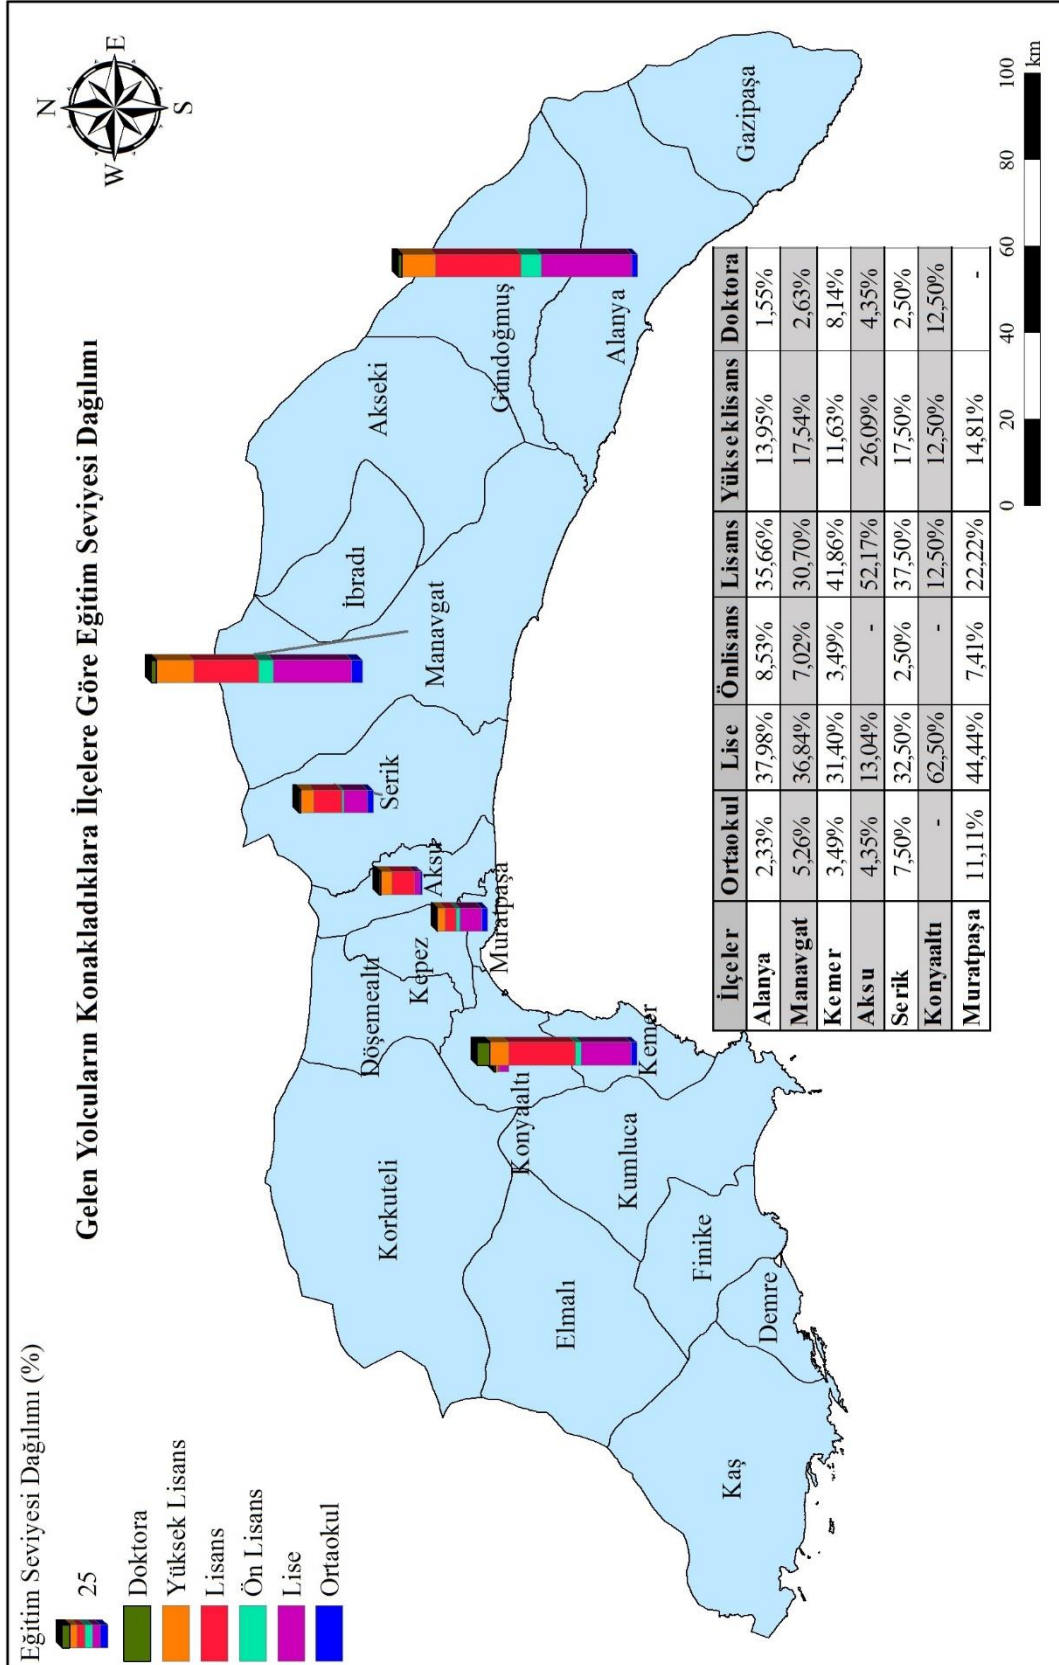 Gelen Yolcuların Konakladıklara İlçelere Göre Eğitim Seviyesi Dağılımı
Eğitim Seviyesi Dağılımı (%)
25
Doktora
Yüksek Lisans
Lisans
Ön Lisans
Lise
Ortaokul
N
W E
S
Korkuteli
Elmalı
Kaş
Demre
Finike
Kumluca
Konyaaltı
Kemer
Döşemealtı
Kepez
Muratpaşa
Aksu
Serik
Manavgat
İbradı
Akseki
Gündoğmuş
Alanya
Gazipaşa
İlçeler Ortaokul Lise Önlisans Lisans Yükseklisans Doktora
Alanya 2,33% 37,98% 8,53% 35,66% 13,95% 1,55%
Manavgat 5,26% 36,84% 7,02% 30,70% 17,54% 2,63%
Kemer 3,49% 31,40% 3,49% 41,86% 11,63% 8,14%
Aksu 4,35% 13,04% - 52,17% 26,09% 4,35%
Serik 7,50% 32,50% 2,50% 37,50% 17,50% 2,50%
Konyaaltı - 62,50% - 12,50% 12,50% 12,50%
Muratpaşa 11,11% 44,44% 7,41% 22,22% 14,81% -
0 20 40 60 80 100
km